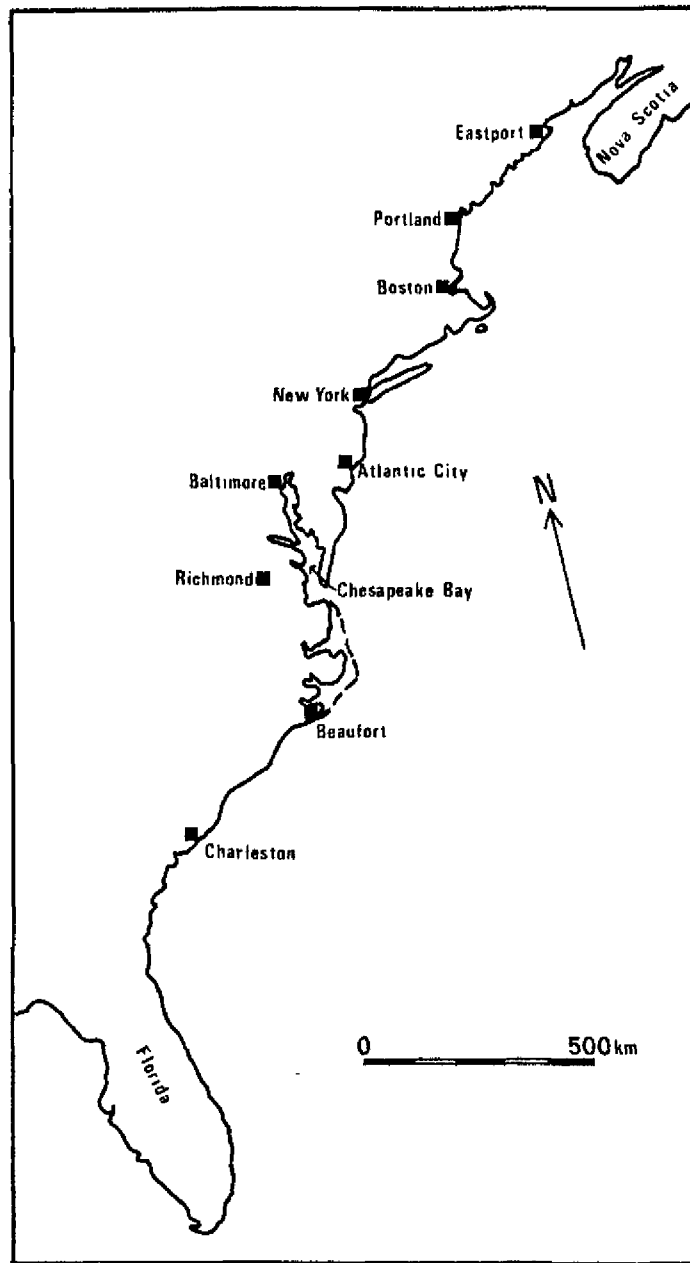 Nova Scotia
Eastport
Portland
Boston
New York
Atlantic City
Baltimore
N
Richmond
Chesapeake Bay
Beaufort
Charleston
0 500km
Florida